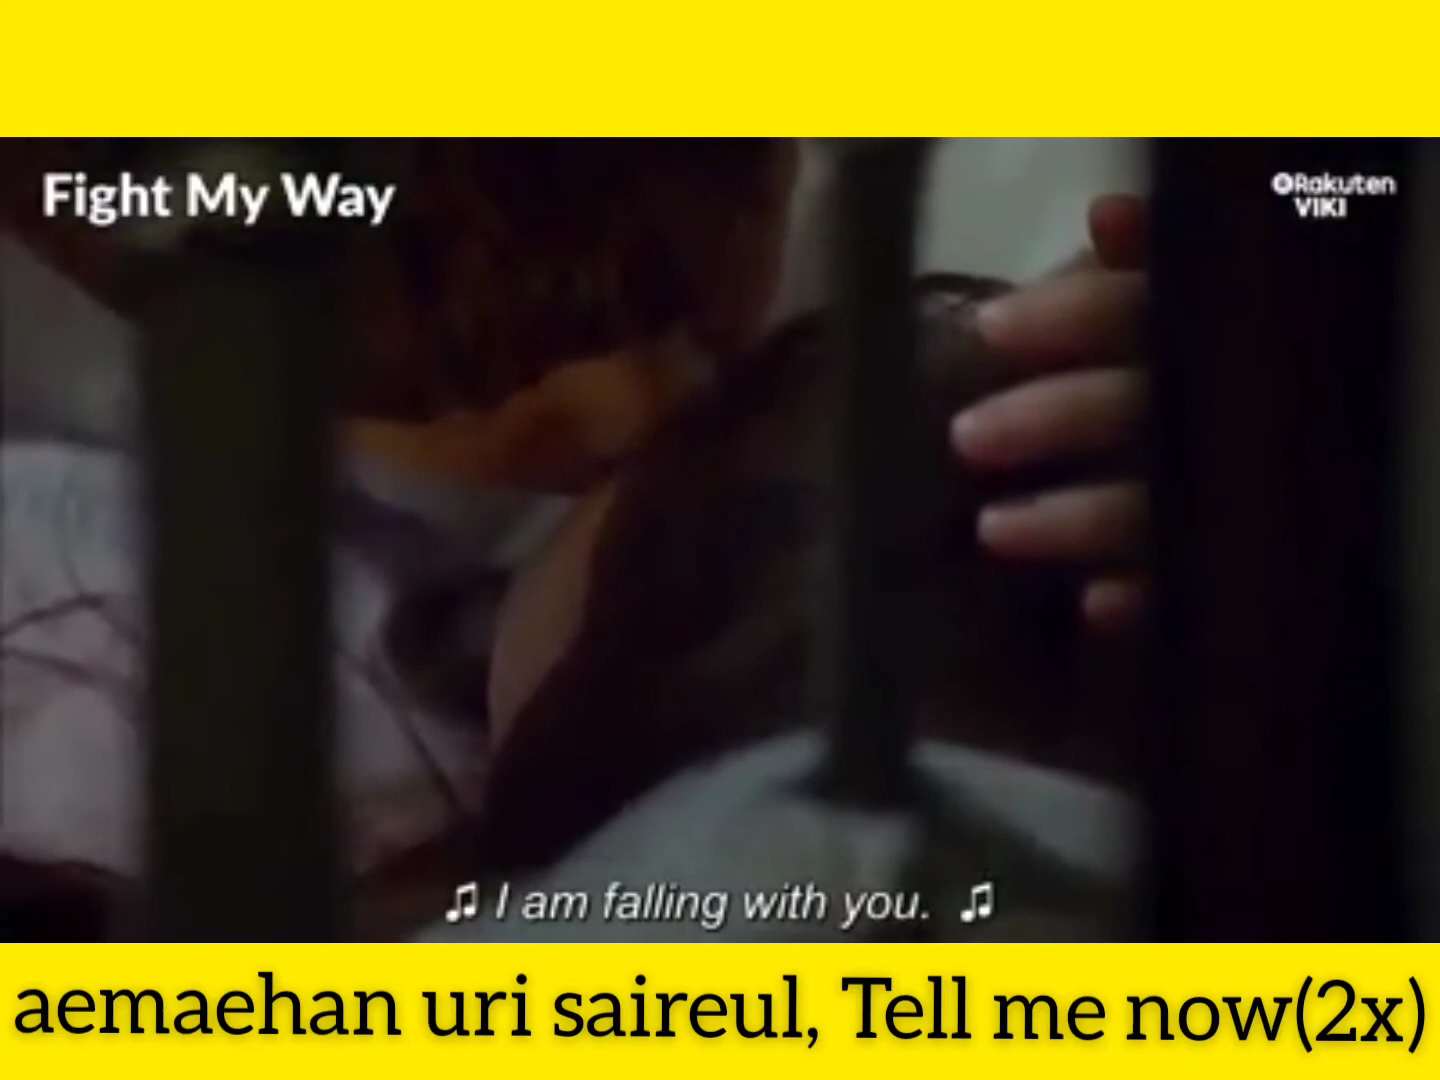 Fight My Way
Rakuten
VIKI
♫ I am falling with you. ♫
aemaehan uri saireul, Tell me now(2x)